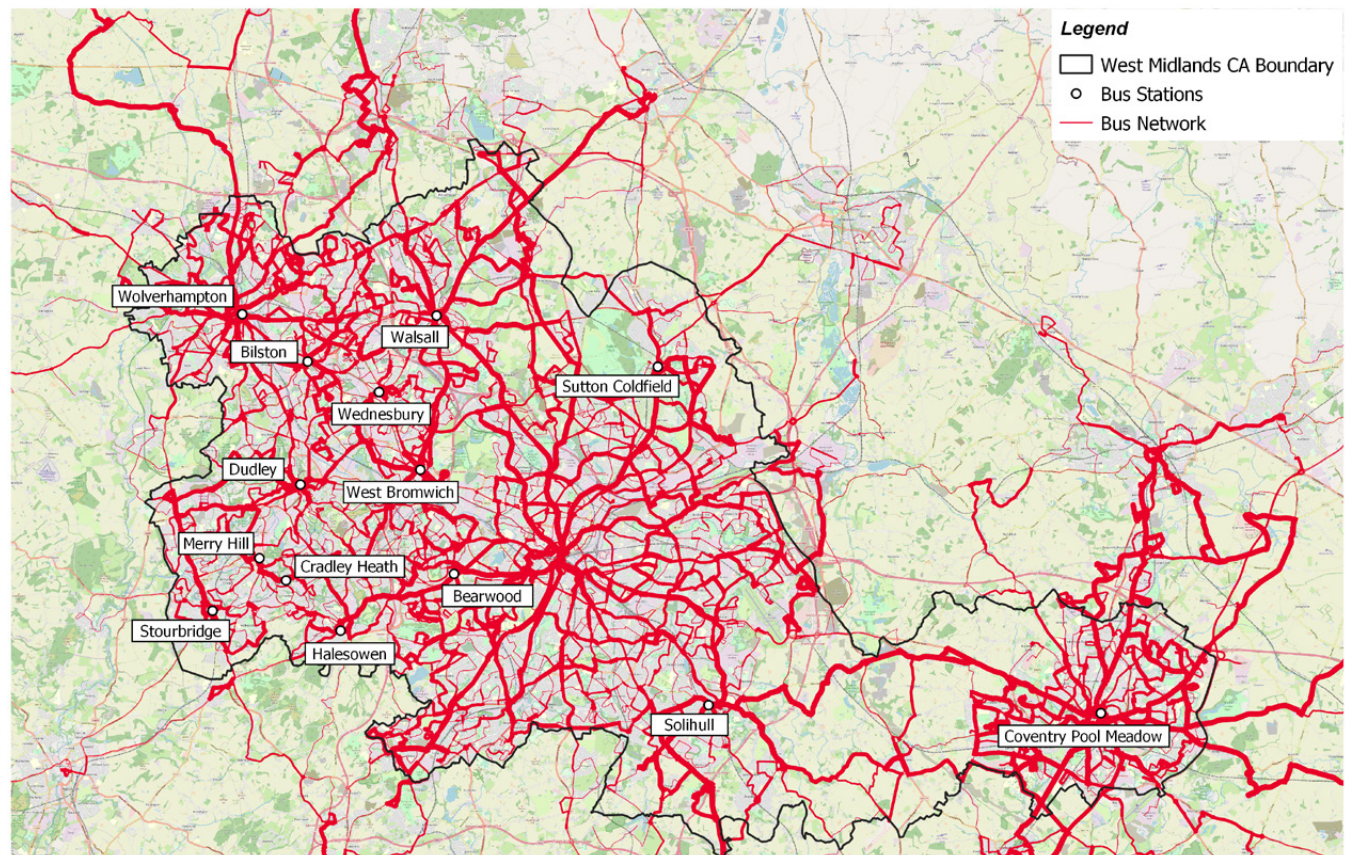 Legend
West Midlands CA Boundary
Bus Stations
Bus Network
Wolverhampton
Walsall
Bilston
Sutton Coldfield
Wednesbury
Dudley
West Bromwich
Merry Hill
Cradley Heath
Bearwood
Stourbridge
Halesowen
Solihull
Coventry Pool Meadow